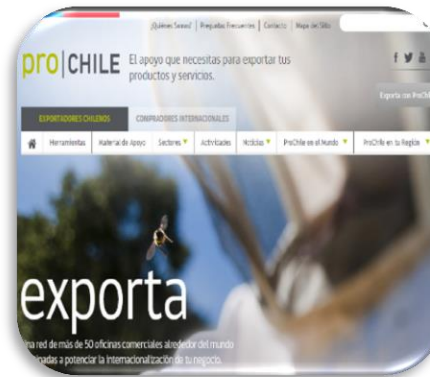 ¿Quiénes Somos? | Preguntas Frecuentes | Contacto | Mapa del Sitio
pro|CHILE
El apoyo que necesitas para exportar tus
productos y servicios.
Exporta con ProChi
EXPORTADORES CHILENOS
COMPRADORES INTERNACIONALES
Herramientas
Material de Apoyo
Sectores
Actividades
Noticias
ProChile en el Mundo
ProChile en tu Región
exporta
na red de más de 50 oficinas comerciales alrededor del mundo
inadas a potenciar la internacionalización de tu negocio.